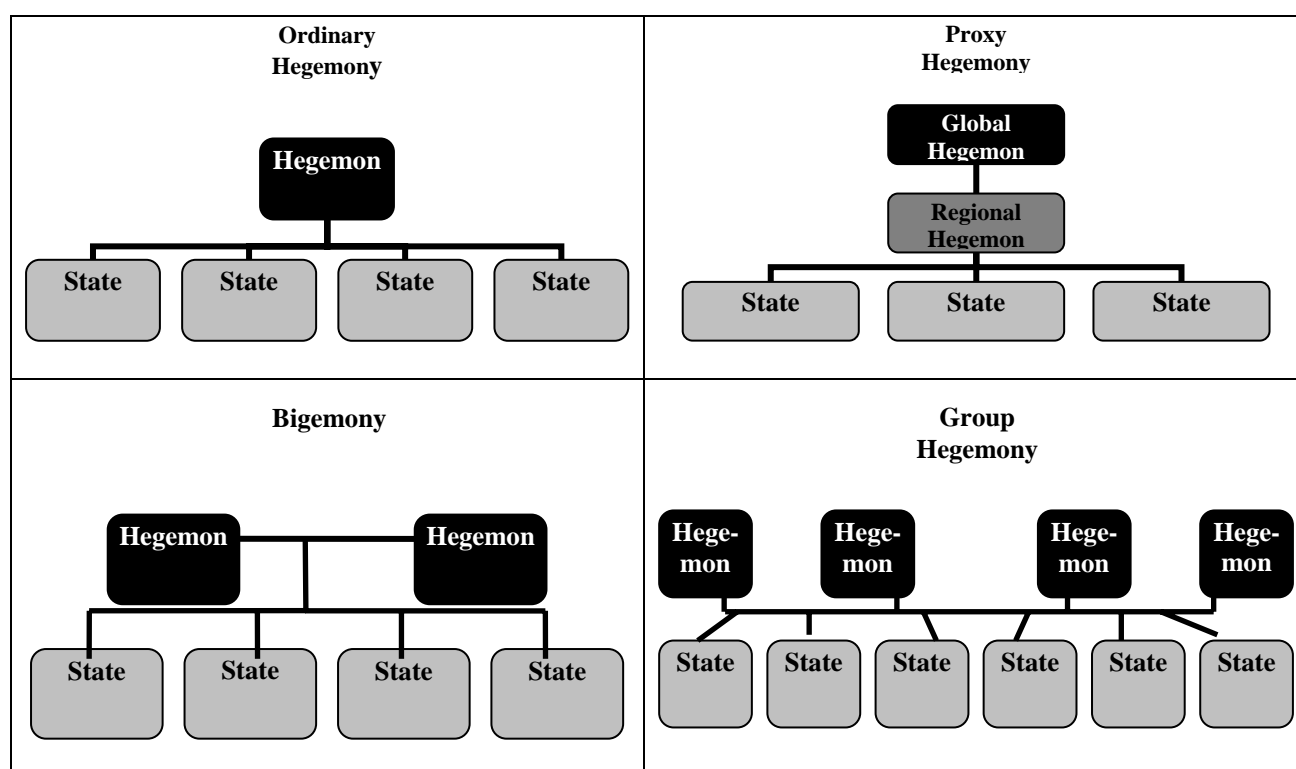 Ordinary
Hegemony
Hegemon
State State State State
Proxy
Hegemony
Global
Hegemon
Regional
Hegemon
State State State
Bigemony
Hegemon Hegemon
State State State State
Group
Hegemony
Hege- Hege- Hege- Hege-
mon mon mon mon
State State State State State State